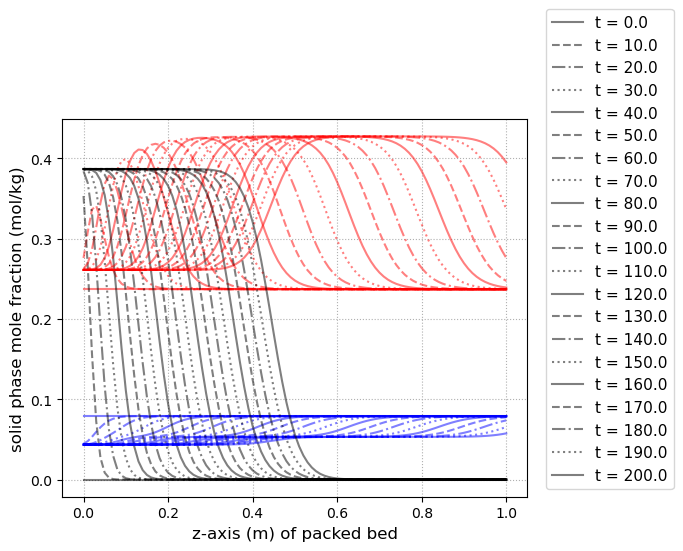 t = 0.0
t = 10.0
t = 20.0
t = 30.0
t = 40.0
t = 50.0
t = 60.0
t = 70.0
t = 80.0
t = 90.0
t = 100.0
t = 110.0
t = 120.0
t = 130.0
t = 140.0
t = 150.0
t = 160.0
t = 170.0
t = 180.0
t = 190.0
t = 200.0
solid phase mole fraction (mol/kg)
0.4
0.3
0.2
0.1
0.0
0.0 0.2 0.4 0.6 0.8 1.0
z-axis (m) of packed bed